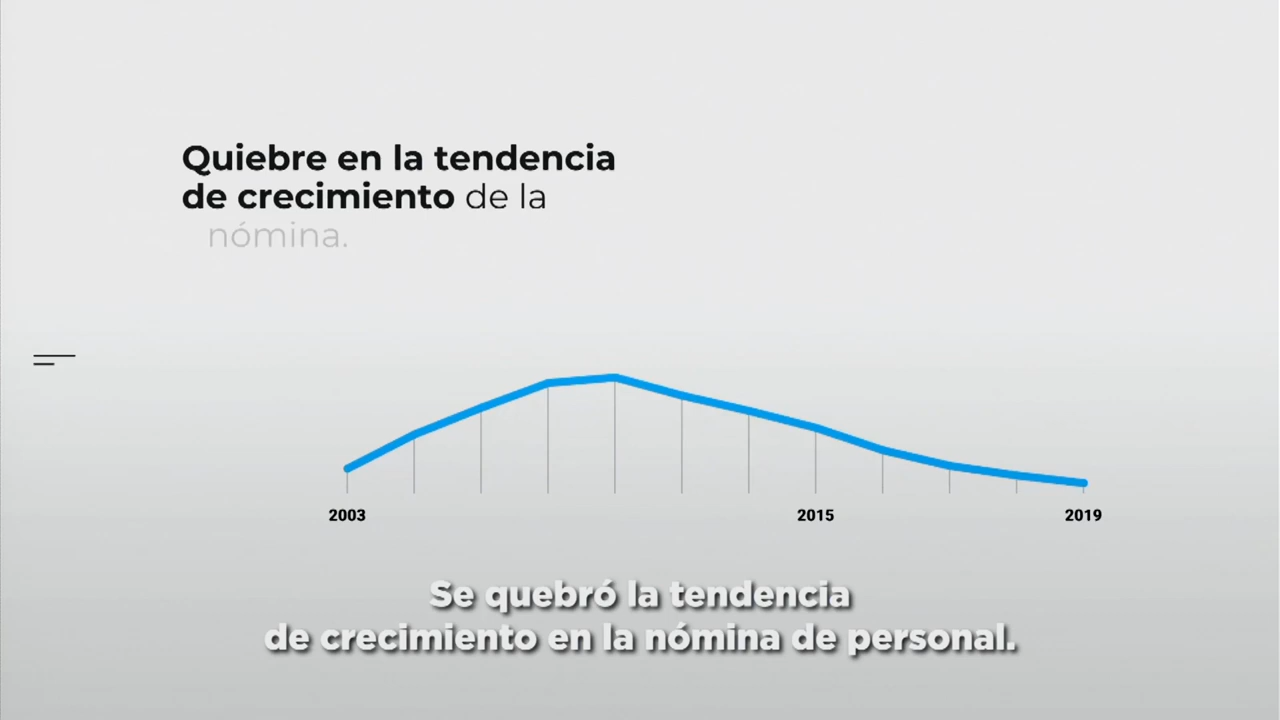 Quiebre en la tendencia
de crecimiento de la
nómina.
2003
2015
2019
Se quebró la tendencia
de crecimiento en la nómina de personal.